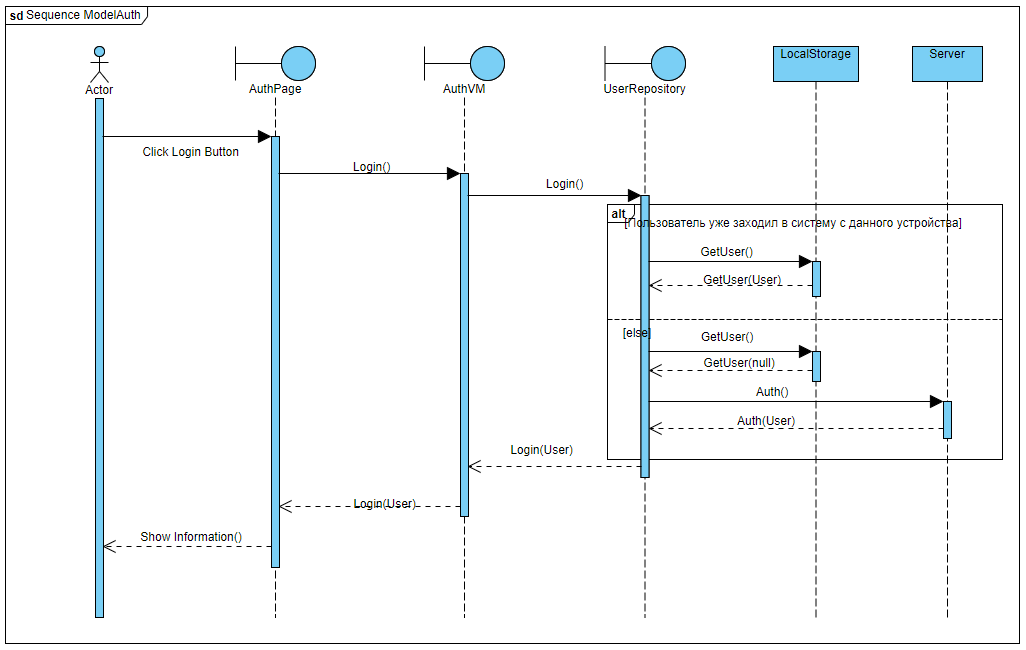 sd Sequence ModelAuth
LocalStorage
Server
Actor
AuthPage
AuthVM
UserRepository
Click Login Button
Login()
Login()
alt
[Пользователь уже заходил в систему с данного устройства]
GetUser()
GetUser(User)
[else]
GetUser()
GetUser(null)
Auth()
Auth(User)
Login(User)
Login(User)
Show Information()